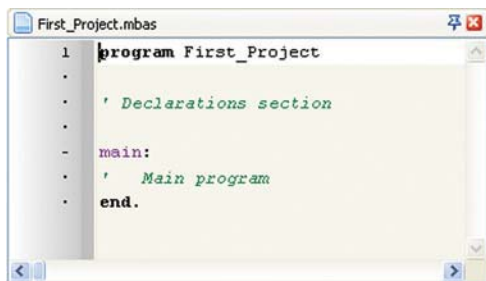 First_Project.mbas
1 program First_Project
' Declarations section
main:
' Main program
end.